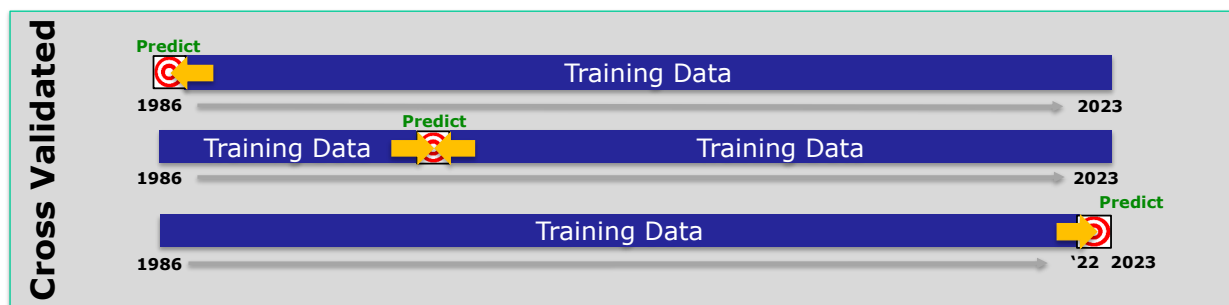 Cross Validated
Predict
Training Data
1986 2023
Predict
Training Data Training Data
1986 2023
Predict
Training Data
1986 ‘22 2023